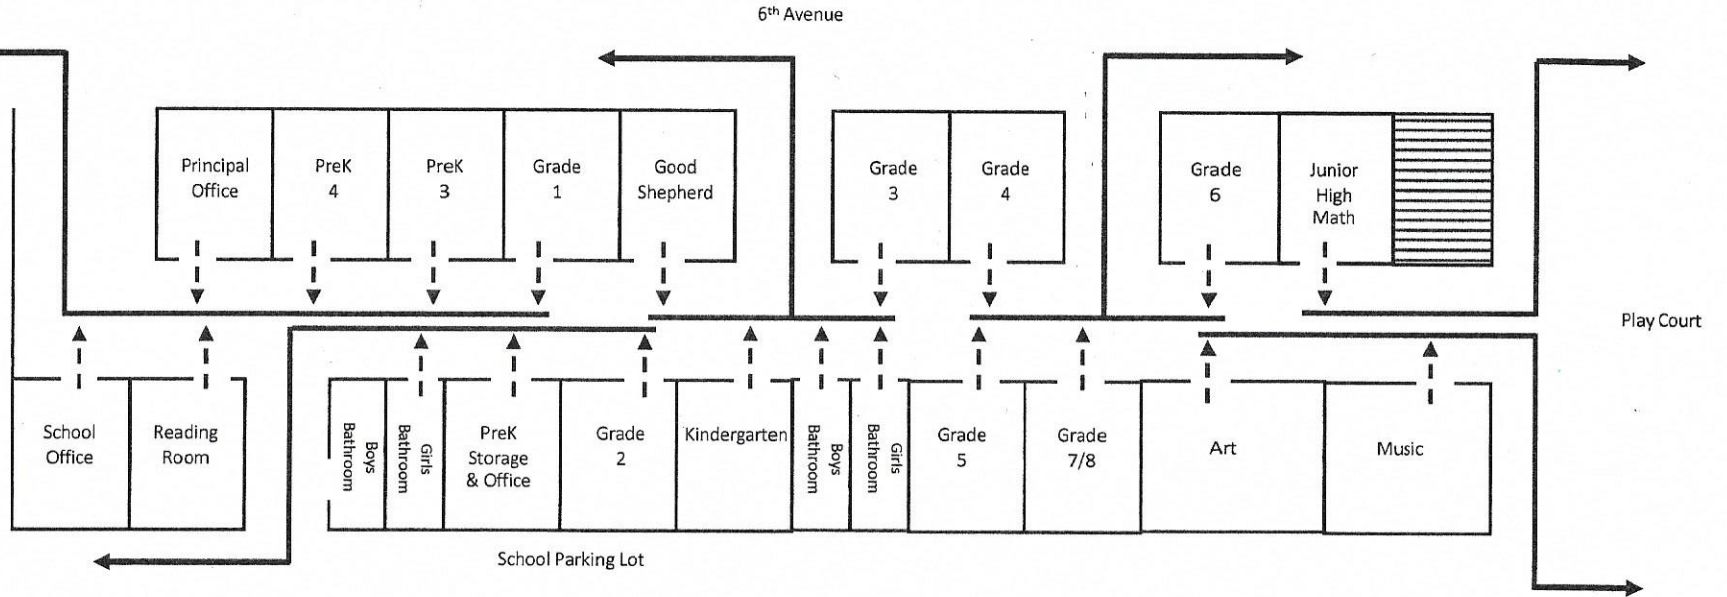 6th Avenue
Principal
Office
PreK
4
PreK
3
Grade
1
Good
Shepherd
Grade
3
Grade
4
Grade
6
Junior
High
Math
Play Court
School
Office
Reading
Room
Boys
Bathroom
Girls
Bathroom
PreK
Storage
& Office
Grade
2
Kindergarten
Boys
Bathroom
Girls
Bathroom
Grade
5
Grade
7/8
Art
Music
School Parking Lot